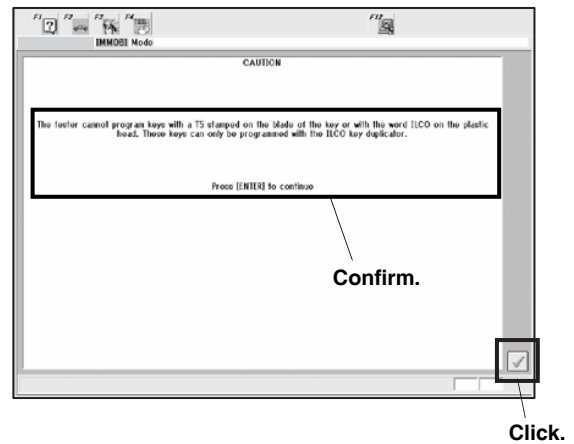 F1 F2 F3 F4 F12
IMMOBI Mode
CAUTION
The tester cannot program keys with a T5 stamped on the blade of the key or with the word ILCO on the plastic
head. These keys can only be programmed with the ILCO key duplicator.
Press [ENTER] to continue
Confirm.
Click.